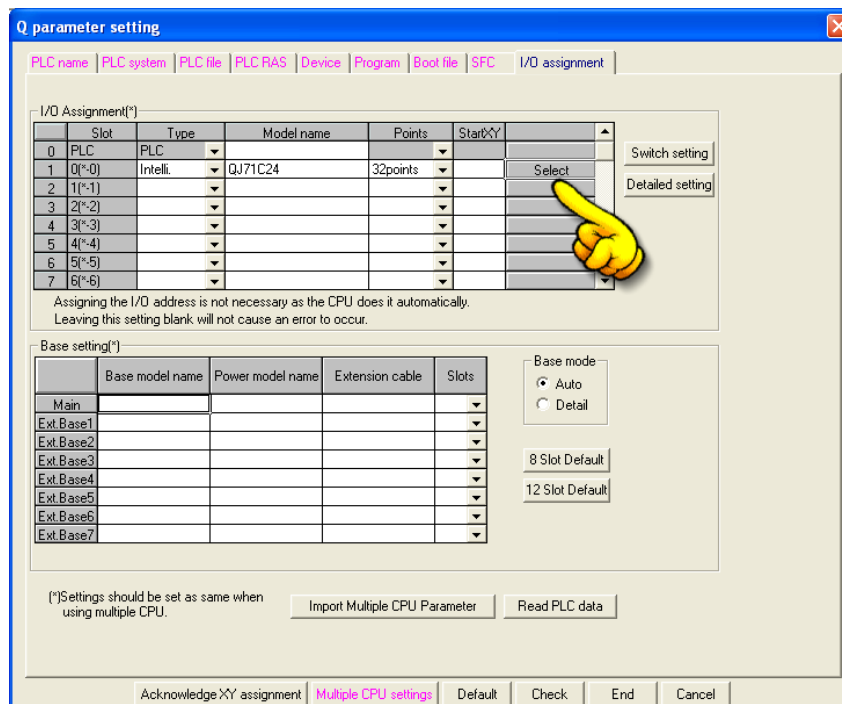 Q parameter setting
PLC name PLC system PLC file PLC RAS Device Program Boot file SFC I/O assignment
I/O Assignment(*)
Slot Type Model name Points StartXY
0 PLC PLC
1 0(*-0) Intelli. QJ71C24 32points Select
2 1(*-1)
3 2(*-2)
4 3(*-3)
5 4(*-4)
6 5(*-5)
7 6(*-6)
Switch setting
Detailed setting
Assigning the I/O address is not necessary as the CPU does it automatically.
Leaving this setting blank will not cause an error to occur.
Base setting(*)
Base model name Power model name Extension cable Slots
Main
Ext.Base1
Ext.Base2
Ext.Base3
Ext.Base4
Ext.Base5
Ext.Base6
Ext.Base7
Base mode
Auto
Detail
8 Slot Default
12 Slot Default
(*)Settings should be set as same when
using multiple CPU.
Import Multiple CPU Parameter Read PLC data
Acknowledge XY assignment Multiple CPU settings Default Check End Cancel